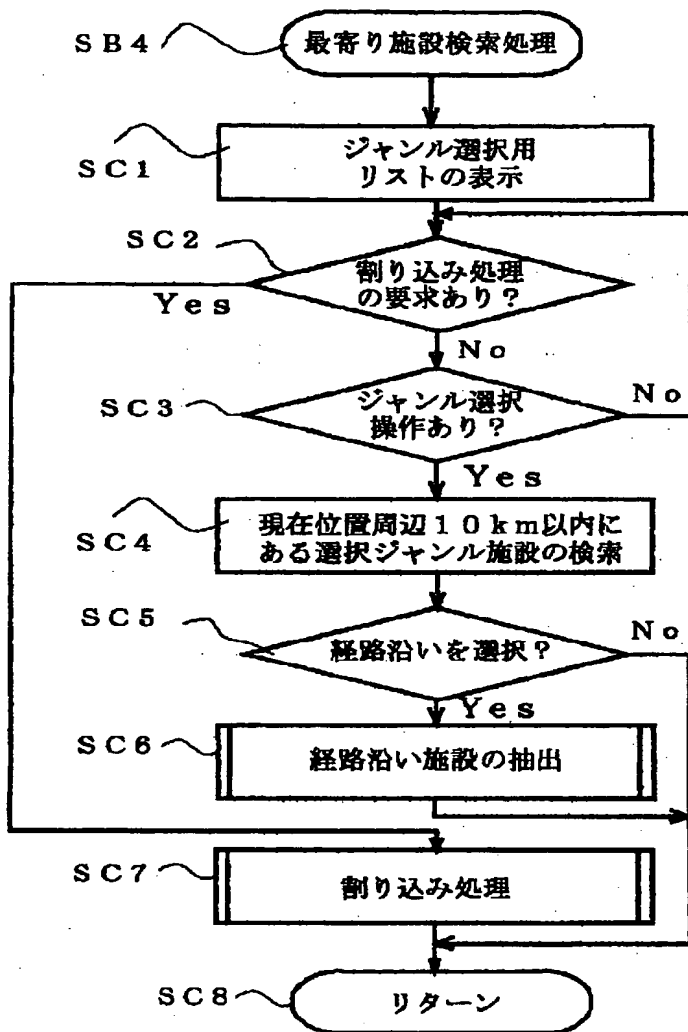 SB4
最寄り施設検索処理
SC1
ジャンル選択用
リストの表示
SC2
割り込み処理
の要求あり？
Yes
No
SC3
ジャンル選択
操作あり？
No
Yes
SC4
現在位置周辺１０ｋｍ以内に
ある選択ジャンル施設の検索
SC5
経路沿いを選択？
No
Yes
SC6
経路沿い施設の抽出
SC7
割り込み処理
SC8
リターン